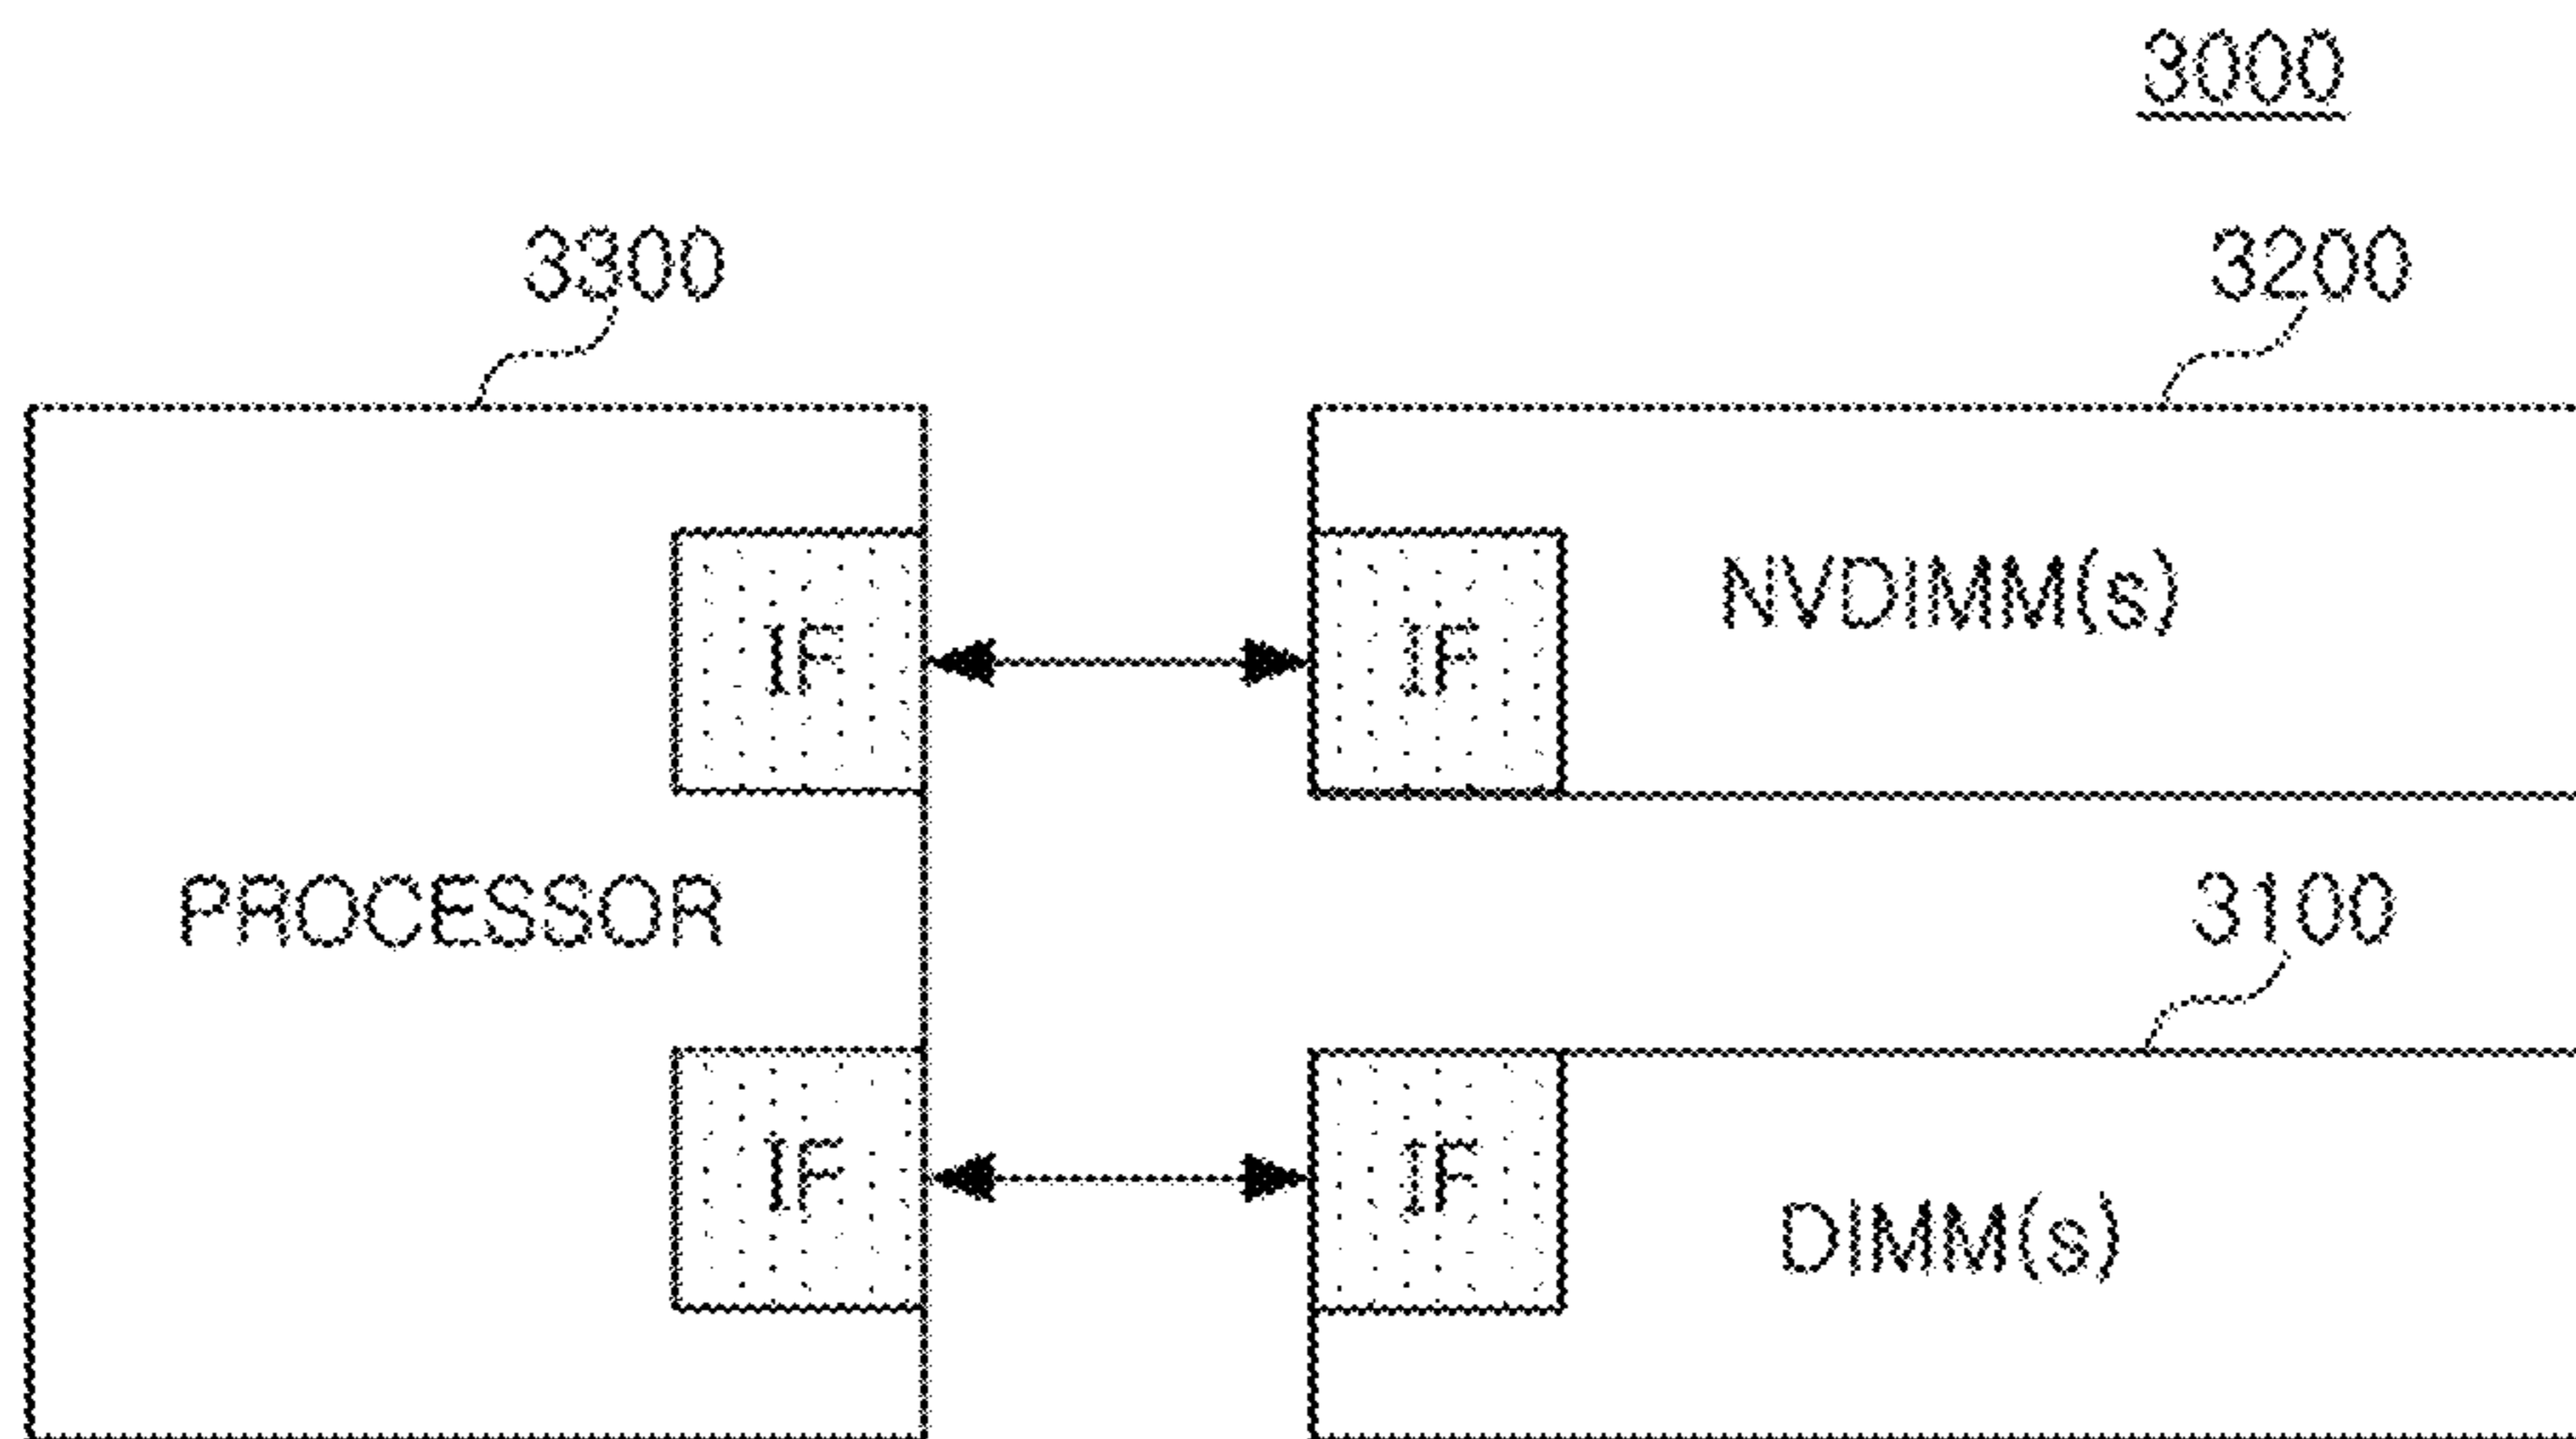 3000
3300
3200
IF
IF
NVDIMM(s)
PROCESSOR
3100
IF
IF
DIMM(s)